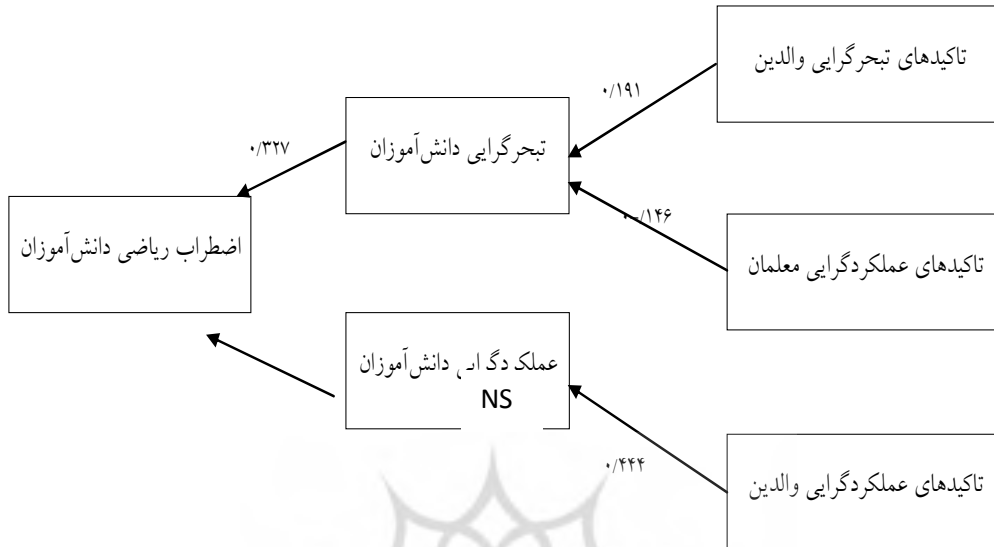 تاکیدهای تبحرگرایی والدین
۰/۱۹۱
تبحرگرایی دانش‌آموزان
۰/۳۲۷
۰-/۱۴۶
اضطراب ریاضی دانش‌آموزان
تاکیدهای عملکردگرایی معلمان
دانش‌آموزان
NS
۰/۴۴۴
تاکیدهای عملکردگرایی والدین